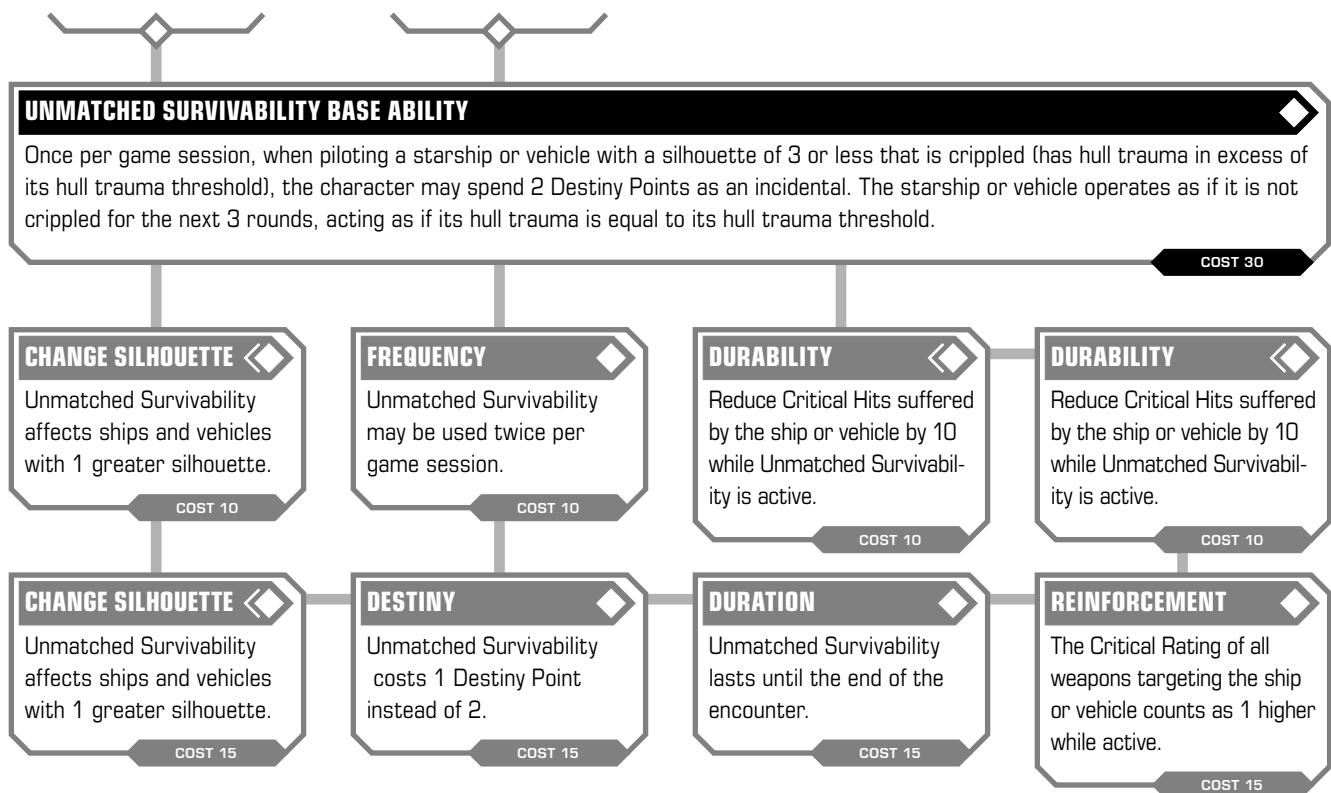 UNMATCHED SURVIVABILITY BASE ABILITY
Once per game session, when piloting a starship or vehicle with a silhouette of 3 or less that is crippled (has hull trauma in excess of
its hull trauma threshold), the character may spend 2 Destiny Points as an incidental. The starship or vehicle operates as if it is not
crippled for the next 3 rounds, acting as if its hull trauma is equal to its hull trauma threshold.
COST 30
CHANGE SILHOUETTE
Unmatched Survivability
affects ships and vehicles
with 1 greater silhouette.
COST 10
FREQUENCY
Unmatched Survivability
may be used twice per
game session.
COST 10
DURABILITY
Reduce Critical Hits suffered
by the ship or vehicle by 10
while Unmatched Survivabil-
ity is active.
COST 10
DURABILITY
Reduce Critical Hits suffered
by the ship or vehicle by 10
while Unmatched Survivabil-
ity is active.
COST 10
CHANGE SILHOUETTE
Unmatched Survivability
affects ships and vehicles
with 1 greater silhouette.
COST 15
DESTINY
Unmatched Survivability
costs 1 Destiny Point
instead of 2.
COST 15
DURATION
Unmatched Survivability
lasts until the end of the
encounter.
COST 15
REINFORCEMENT
The Critical Rating of all
weapons targeting the ship
or vehicle counts as 1 higher
while active.
COST 15